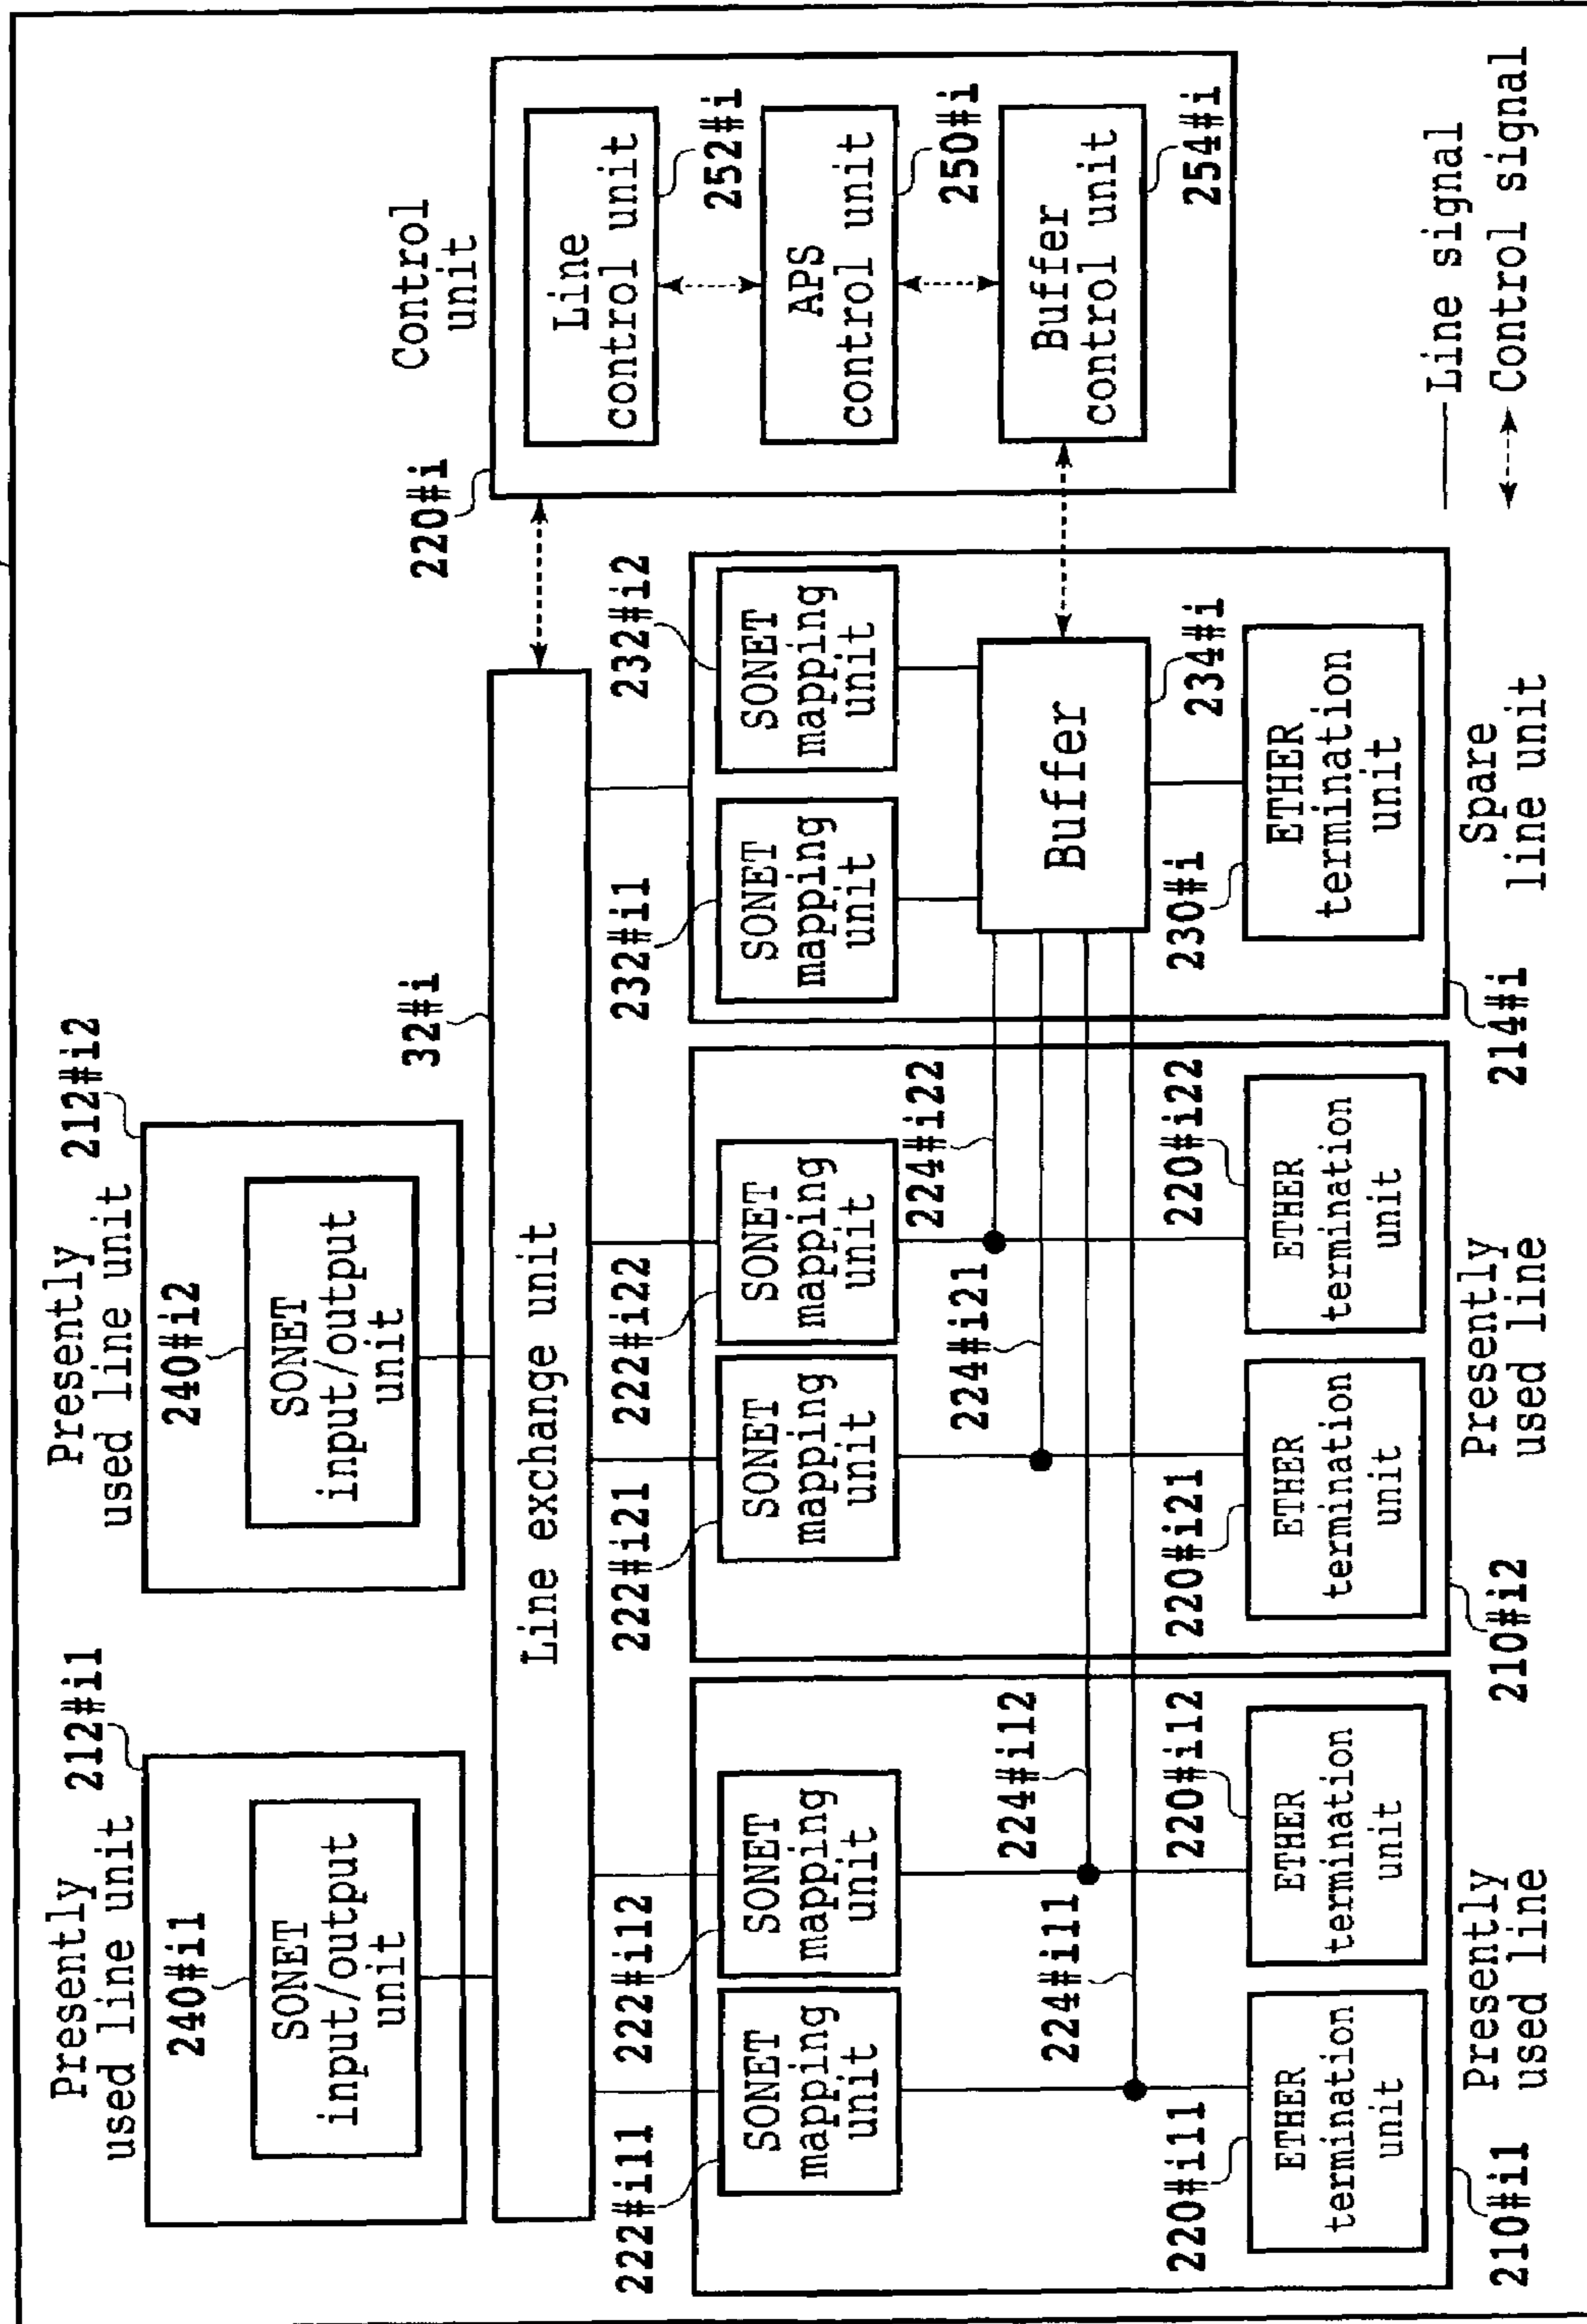 Presently
used line unit
212#i1
240#i1
SONET
input/output
unit
Presently
used line unit
212#i2
240#i2
SONET
input/output
unit
32#i
Line exchange unit
Control
unit
220#i
Line
control unit
252#i
APS
control unit
250#i
Buffer
control unit
254#i
222#i11
SONET
mapping
unit
222#i12
SONET
mapping
unit
224#i12
224#i11
220#i11
ETHER
termination
unit
220#i12
ETHER
termination
unit
210#i1
Presently
used line
222#i21
SONET
mapping
unit
222#i22
SONET
mapping
unit
224#i22
224#i21
220#i21
ETHER
termination
unit
220#i22
ETHER
termination
unit
210#i2
Presently
used line
232#i1
SONET
mapping
unit
232#i2
SONET
mapping
unit
Buffer
234#i
230#i
ETHER
termination
unit
214#i
Spare
line unit
Line signal
Control signal